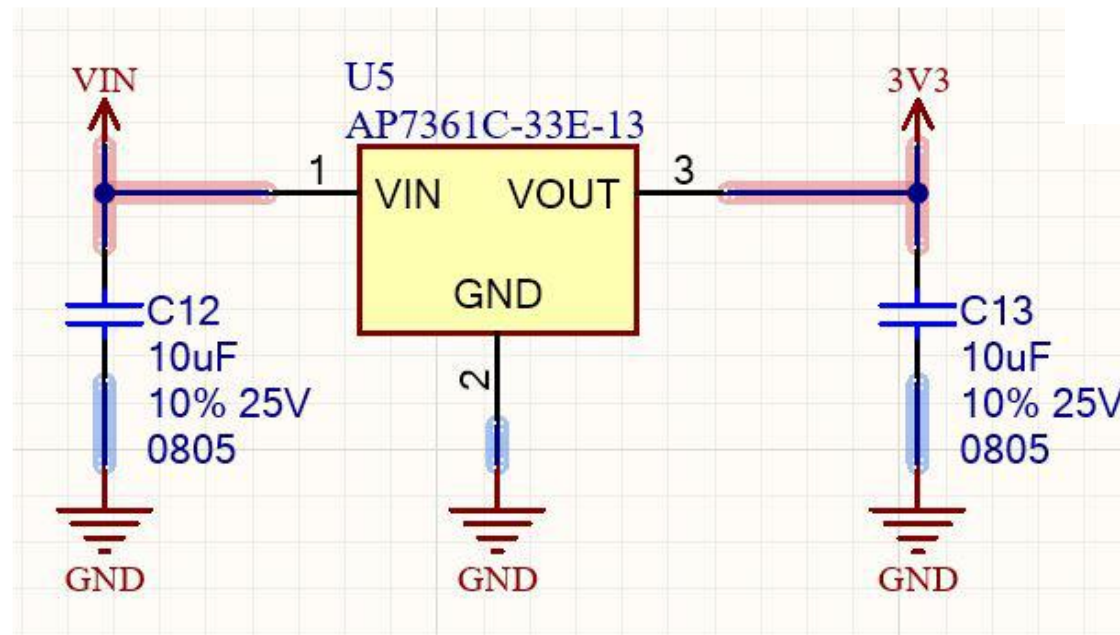 VIN
U5
AP7361C-33E-13
3V3
1
VIN
VOUT
3
GND
2
C12
10uF
10% 25V
0805
C13
10uF
10% 25V
0805
GND
GND
GND